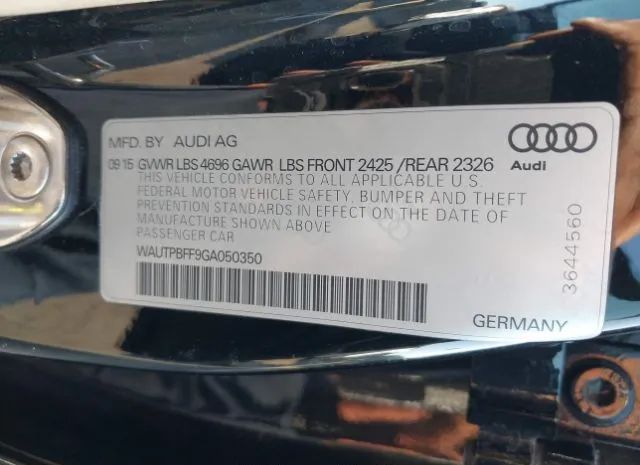 MFD. BY AUDI AG
09 15 GVWR LBS 4696 GAWR LBS FRONT 2425 /REAR 2326
THIS VEHICLE CONFORMS TO ALL APPLICABLE U.S.
FEDERAL MOTOR VEHICLE SAFETY, BUMPER AND THEFT
PREVENTION STANDARDS IN EFFECT ON THE DATE OF
MANUFACTURE SHOWN ABOVE
PASSENGER CAR
WAUTPBFF9GA050350
Audi
3644560
GERMANY